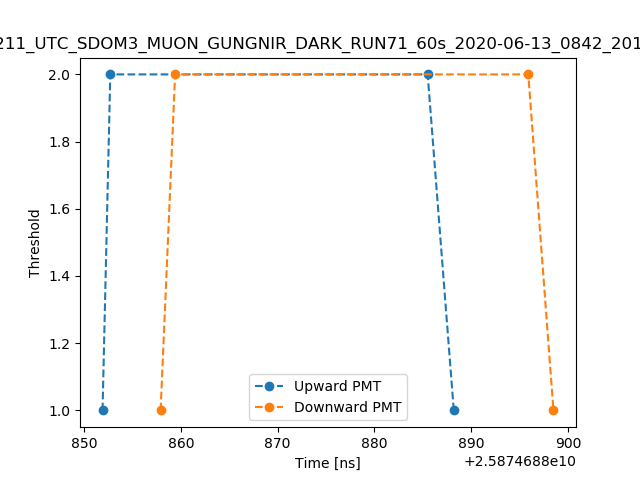 211_UTC_SDOM3_MUON_GUNGNIR_DARK_RUN71_60s_2020-06-13_0842_201
Threshold
2.0
1.8
1.6
1.4
1.2
1.0
Upward PMT
Downward PMT
850 860 870 880 890 900
Time [ns]
+2.5874688e10